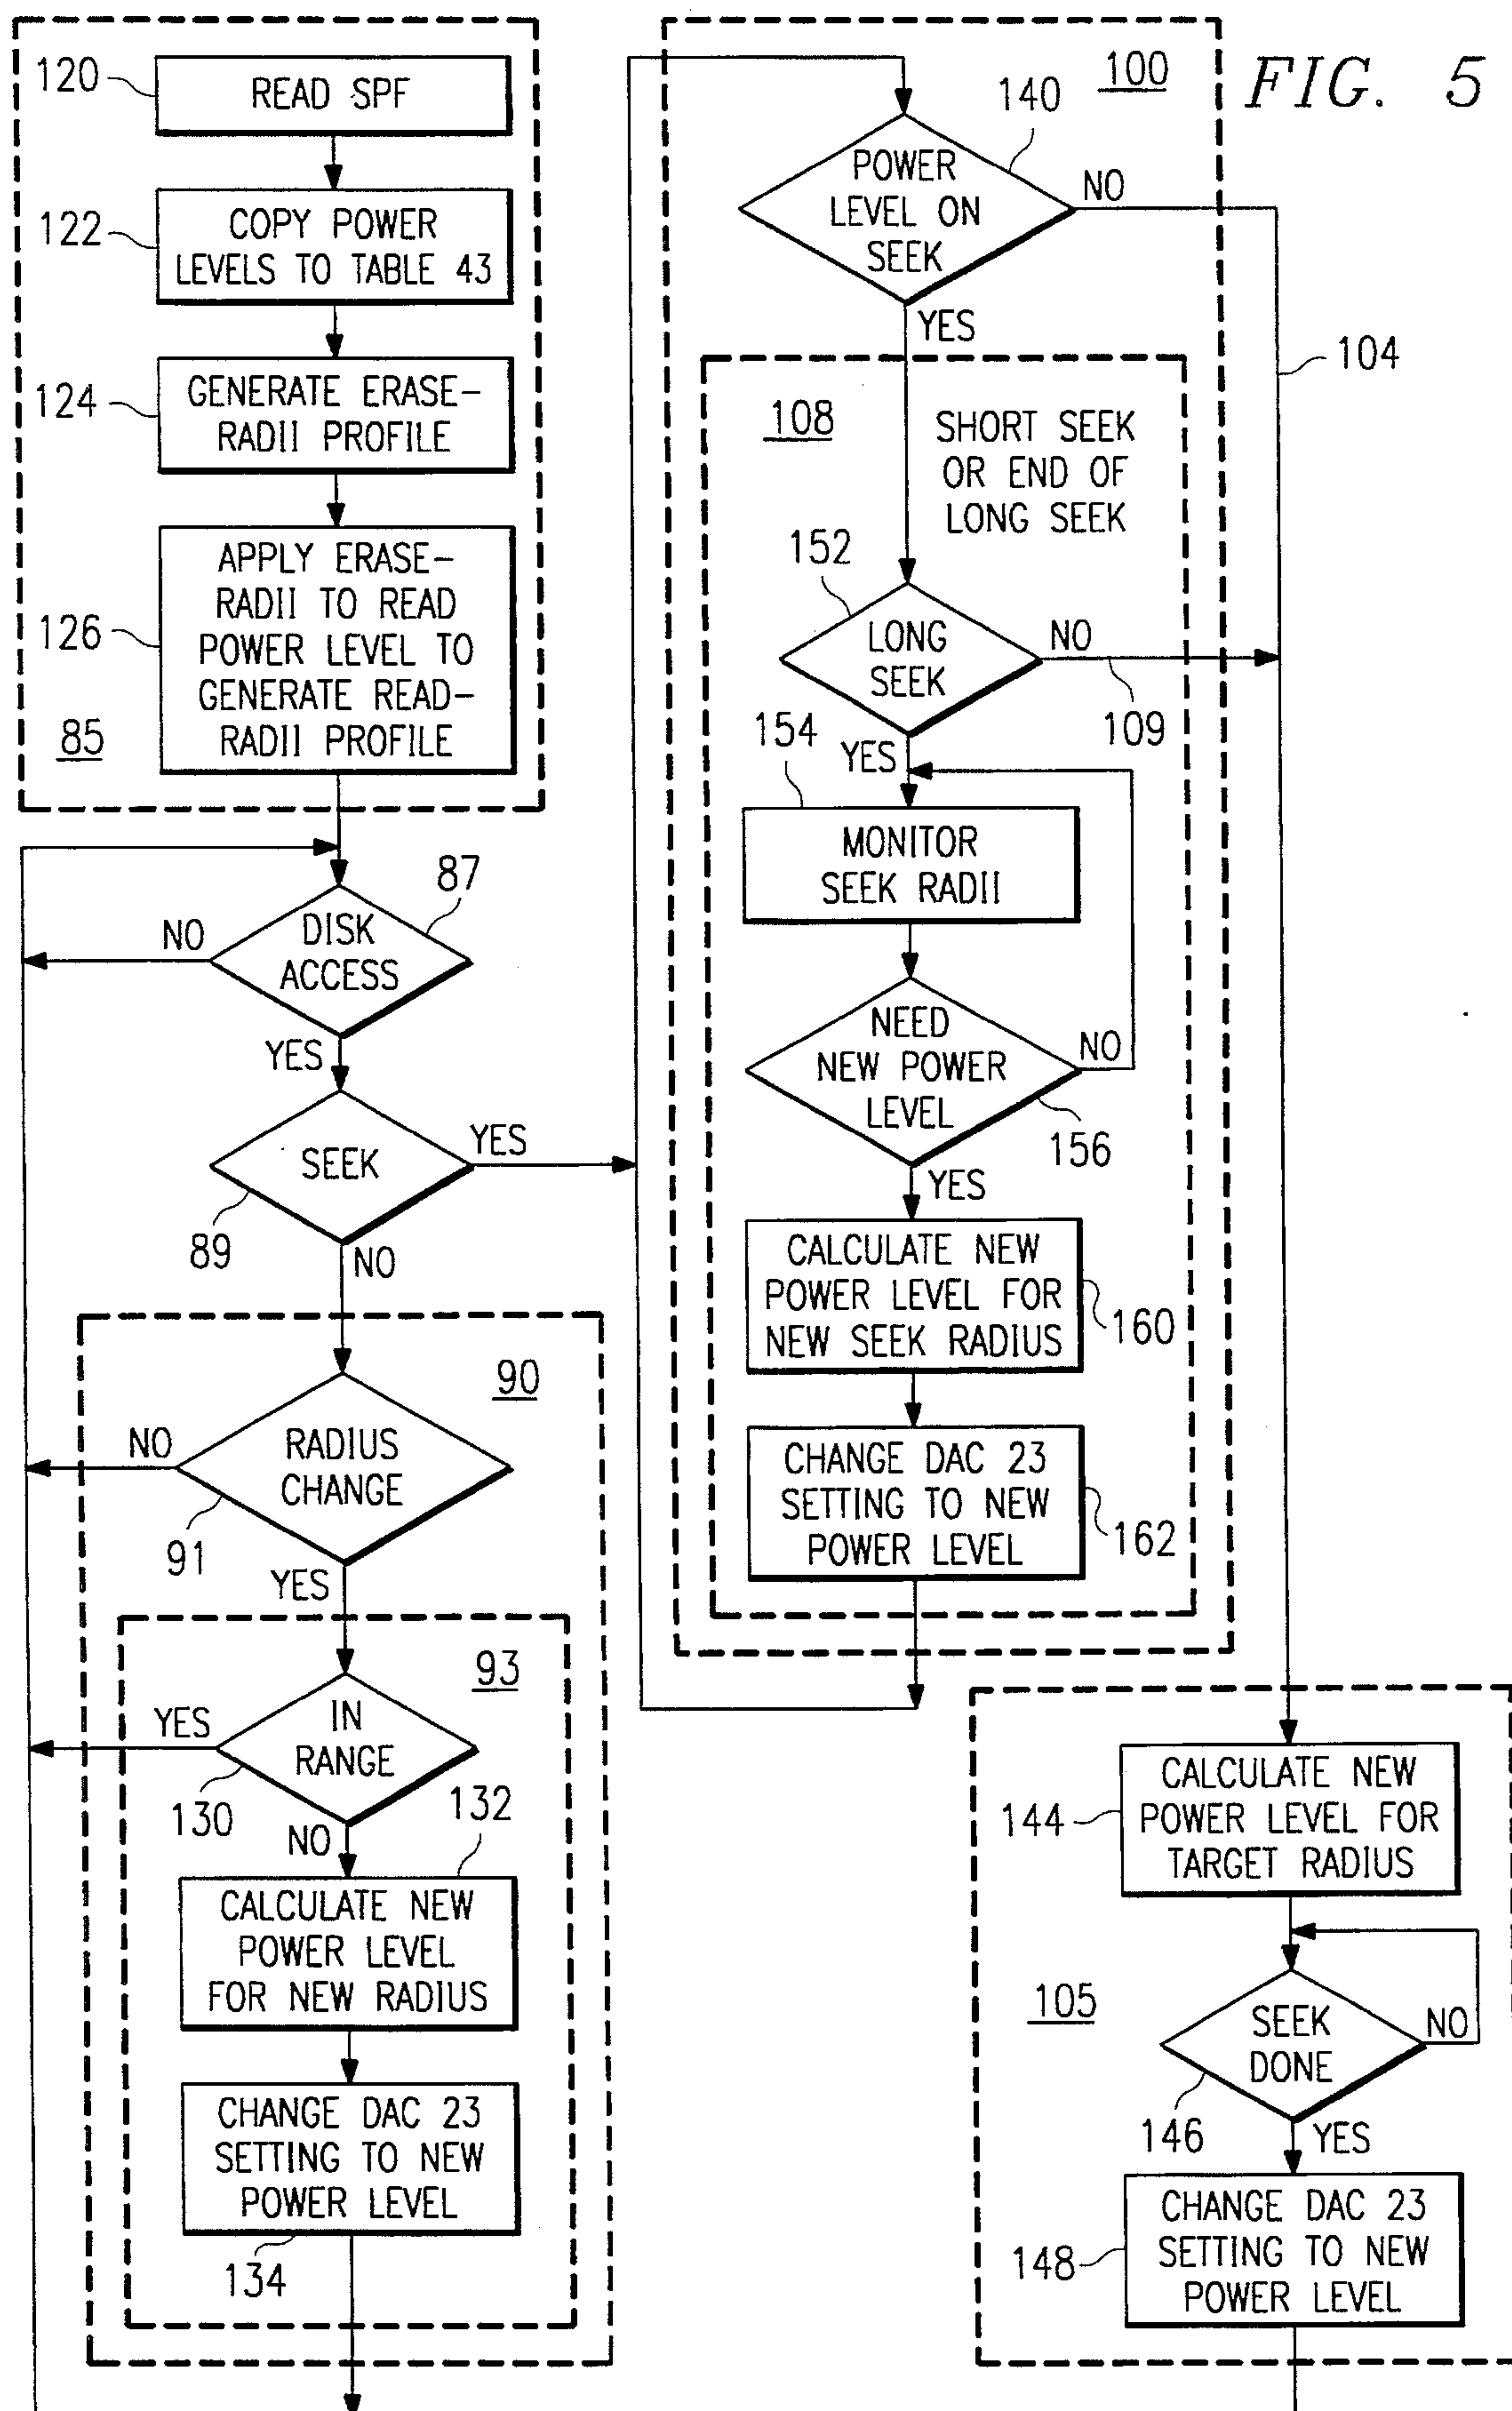 FIG. 5
120
READ SPF
122
COPY POWER
LEVELS TO TABLE 43
124
GENERATE ERASE-
RADII PROFILE
126
APPLY ERASE-
RADII TO READ
POWER LEVEL TO
GENERATE READ-
RADII PROFILE
85
87
DISK
ACCESS
NO
YES
SEEK
YES
89
NO
90
RADIUS
CHANGE
NO
91
YES
93
IN
RANGE
YES
130
NO
132
CALCULATE NEW
POWER LEVEL
FOR NEW RADIUS
CHANGE DAC 23
SETTING TO NEW
POWER LEVEL
134
100
140
POWER
LEVEL ON
SEEK
NO
YES
104
108
SHORT SEEK
OR END OF
LONG SEEK
152
LONG
SEEK
NO
109
YES
154
MONITOR
SEEK RADII
NEED
NEW POWER
LEVEL
NO
156
YES
CALCULATE NEW
POWER LEVEL FOR
NEW SEEK RADIUS
160
CHANGE DAC 23
SETTING TO NEW
POWER LEVEL
162
144
CALCULATE NEW
POWER LEVEL FOR
TARGET RADIUS
105
SEEK
DONE
NO
146
YES
148
CHANGE DAC 23
SETTING TO NEW
POWER LEVEL